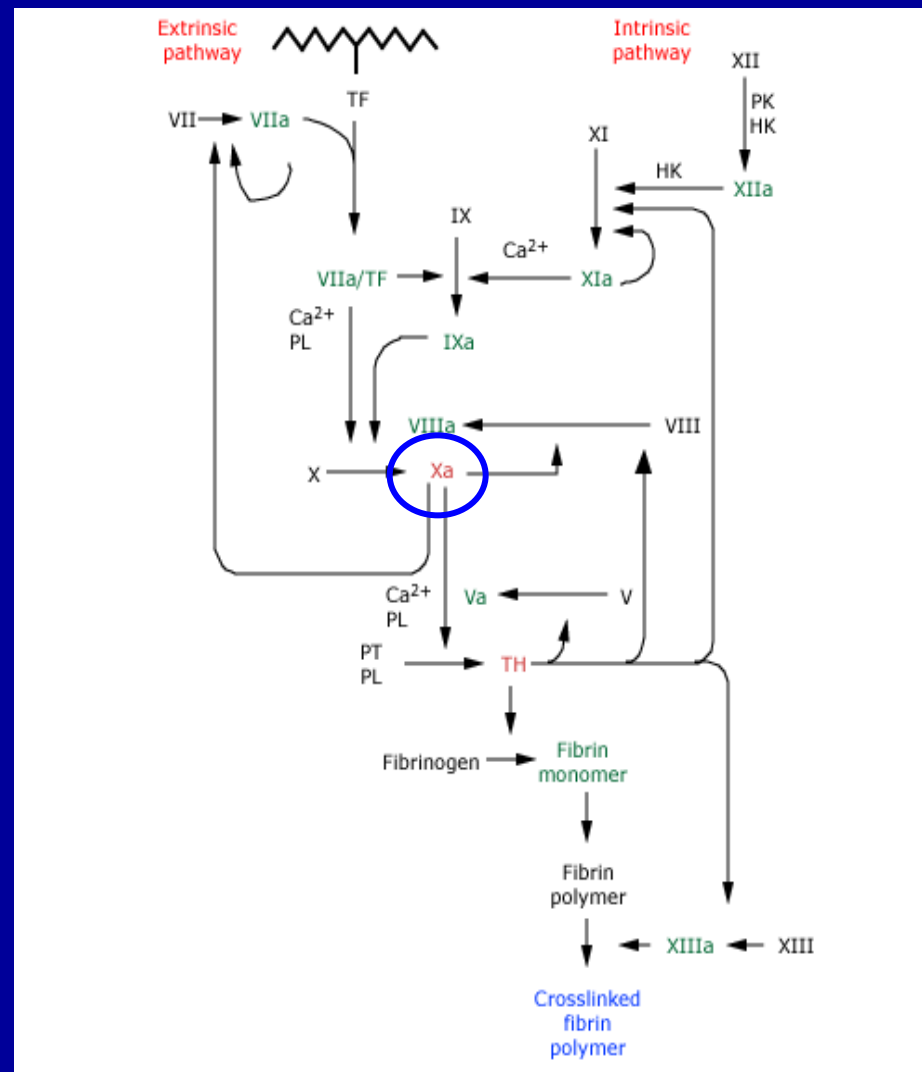 Extrinsic
pathway
Intrinsic
pathway
XII
TF
PK
HK
VII
VIIa
XI
HK
XIIa
IX
Ca2+
VIIa/TF
XIa
Ca2+
PL
IXa
VIIIa
VIII
X
Xa
Ca2+
PL
Va
V
PT
PL
TH
Fibrinogen
Fibrin
monomer
Fibrin
polymer
XIIIa
XIII
Crosslinked
fibrin
polymer